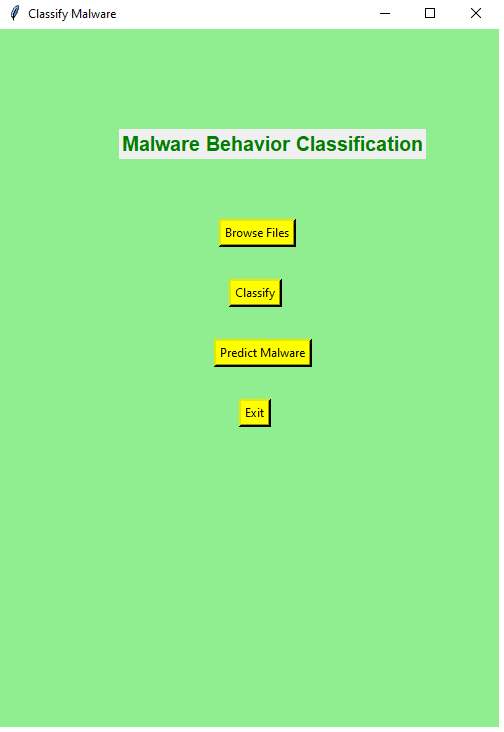 Classify Malware
Malware Behavior Classification
Browse Files
Classify
Predict Malware
Exit